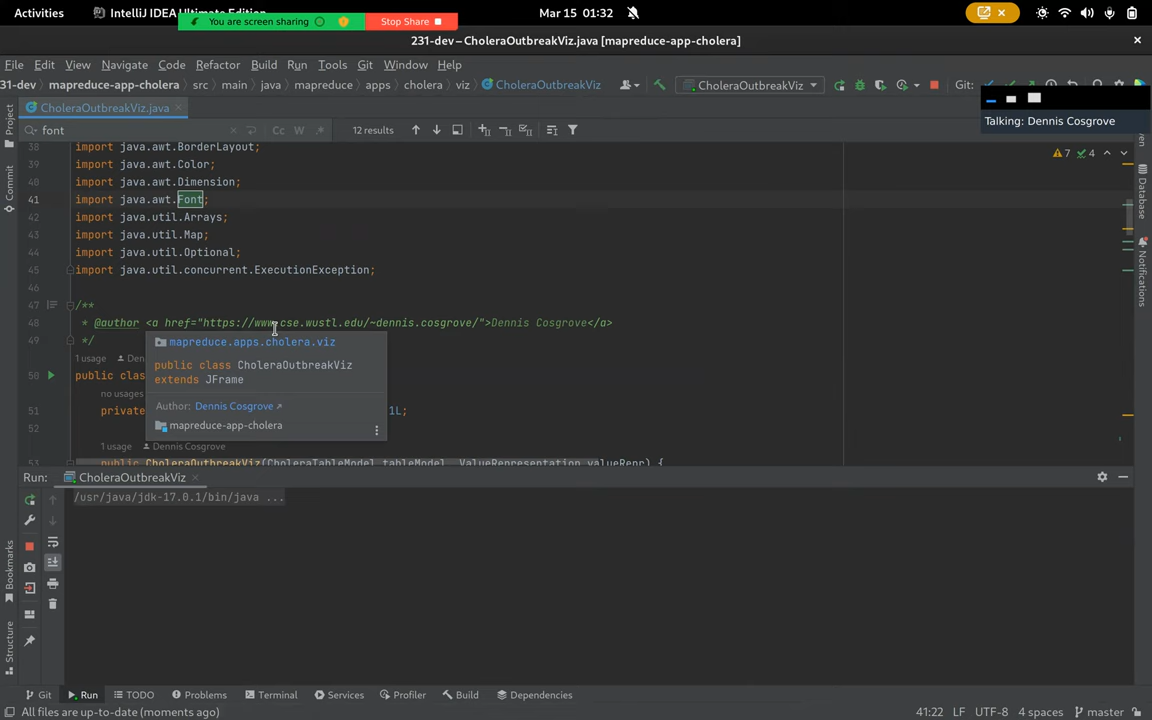 Activities
IntelliJ IDEA Ultimate Edition
You are screen sharing
Stop Share
Mar 15 01:32
231-dev – CholeraOutbreakViz.java [mapreduce-app-cholera]
File Edit View Navigate Code Refactor Build Run Tools Git Window Help
31-dev mapreduce-app-cholera src main java mapreduce apps cholera viz CholeraOutbreakViz
CholeraOutbreakViz
Git:
Talking: Dennis Cosgrove
Project
Commit
Bookmarks
Structure
Database
Notifications
CholeraOutbreakViz.java
font
Cc W .*
12 results
7 4
38 import java.awt.BorderLayout;
39 import java.awt.Color;
40 import java.awt.Dimension;
41 import java.awt.Font;
42 import java.util.Arrays;
43 import java.util.Map;
44 import java.util.Optional;
45 import java.util.concurrent.ExecutionException;
46
47 /**
48 * @author <a href="https://www.cse.wustl.edu/~dennis.cosgrove/">Dennis Cosgrove</a>
49 */
1 usage Den
50 public clas
no usages
51 private 1L;
52
1 usage Dennis Cosgrove
53 public CholeraOutbreakViz(CholeraTableModel tableModel, ValueRepresentation valueRepr) {
mapreduce.apps.cholera.viz
public class CholeraOutbreakViz
extends JFrame
Author: Dennis Cosgrove
mapreduce-app-cholera
Run: CholeraOutbreakViz
/usr/java/jdk-17.0.1/bin/java ...
Git Run TODO Problems Terminal Services Profiler Build Dependencies
All files are up-to-date (moments ago)
41:22 LF UTF-8 4 spaces master